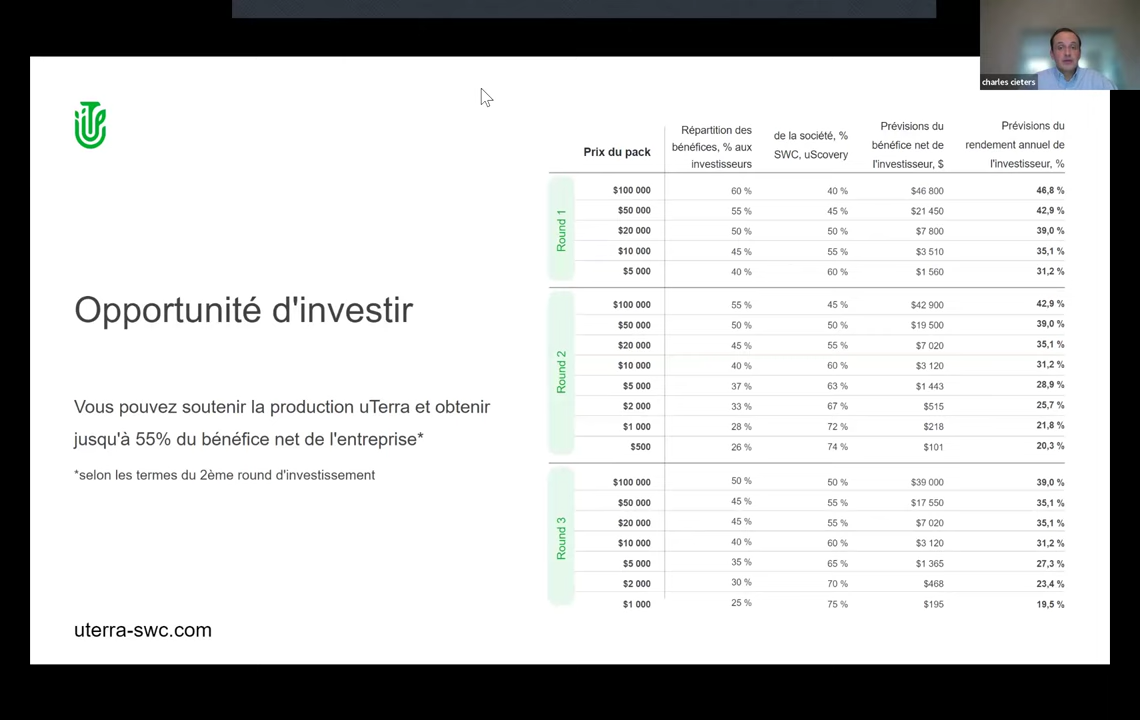 charles cieters
Opportunité d'investir
Vous pouvez soutenir la production uTerra et obtenir
jusqu'à 55% du bénéfice net de l'entreprise*
*selon les termes du 2ème round d'investissement
uterra-swc.com
Prix du pack
Répartition des
bénéfices, % aux
investisseurs
de la société, %
SWC, uScovery
Prévisions du
bénéfice net de
l'investisseur, $
Prévisions du
rendement annuel de
l'investisseur, %
Round 1
$100 000 60 % 40 % $46 800 46,8 %
$50 000 55 % 45 % $21 450 42,9 %
$20 000 50 % 50 % $7 800 39,0 %
$10 000 45 % 55 % $3 510 35,1 %
$5 000 40 % 60 % $1 560 31,2 %
Round 2
$100 000 55 % 45 % $42 900 42,9 %
$50 000 50 % 50 % $19 500 39,0 %
$20 000 45 % 55 % $7 020 35,1 %
$10 000 40 % 60 % $3 120 31,2 %
$5 000 37 % 63 % $1 443 28,9 %
$2 000 33 % 67 % $515 25,7 %
$1 000 28 % 72 % $218 21,8 %
$500 26 % 74 % $101 20,3 %
Round 3
$100 000 50 % 50 % $39 000 39,0 %
$50 000 45 % 55 % $17 550 35,1 %
$20 000 45 % 55 % $7 020 35,1 %
$10 000 40 % 60 % $3 120 31,2 %
$5 000 35 % 65 % $1 365 27,3 %
$2 000 30 % 70 % $468 23,4 %
$1 000 25 % 75 % $195 19,5 %